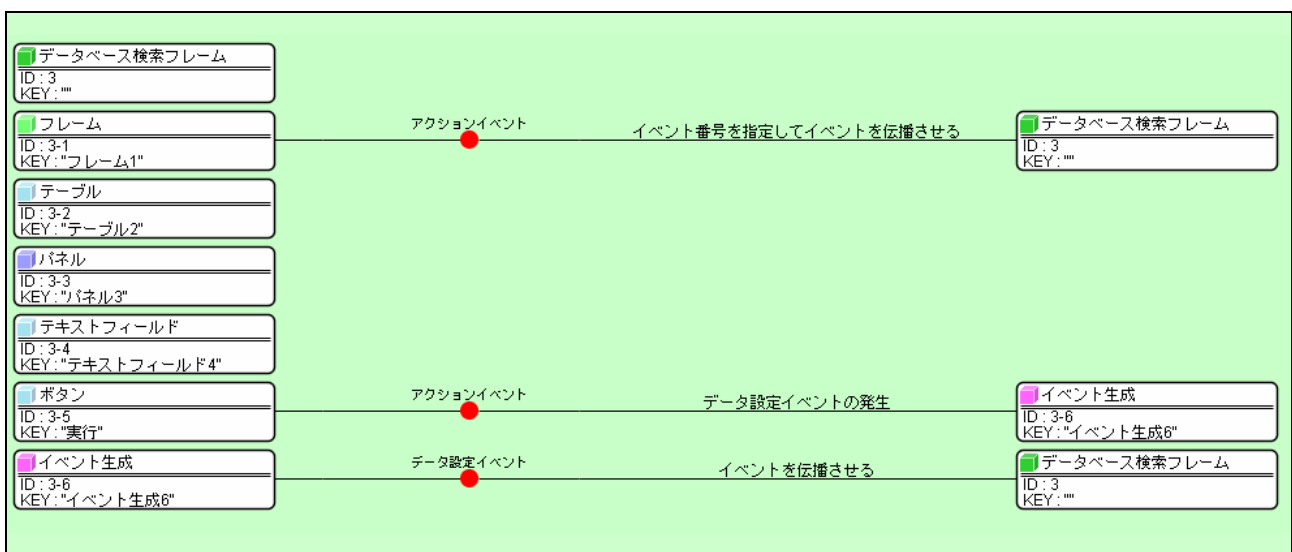 データベース検索フレーム
ID : 3
KEY : ""
フレーム
ID : 3-1
KEY : "フレーム1"
アクションイベント
イベント番号を指定してイベントを伝播させる
データベース検索フレーム
ID : 3
KEY : ""
テーブル
ID : 3-2
KEY : "テーブル2"
パネル
ID : 3-3
KEY : "パネル3"
テキストフィールド
ID : 3-4
KEY : "テキストフィールド4"
ボタン
ID : 3-5
KEY : "実行"
アクションイベント
データ設定イベントの発生
イベント生成
ID : 3-6
KEY : "イベント生成6"
イベント生成
ID : 3-6
KEY : "イベント生成6"
データ設定イベント
イベントを伝播させる
データベース検索フレーム
ID : 3
KEY : ""